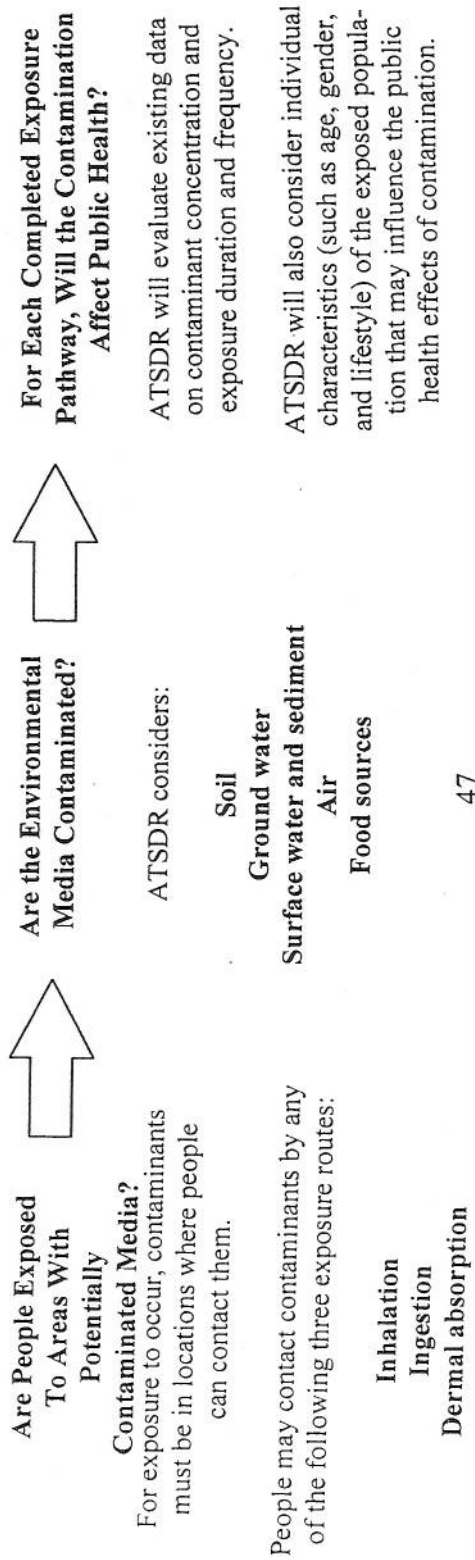 Are People Exposed
To Areas With
Potentially
Contaminated Media?
For exposure to occur, contaminants
must be in locations where people
can contact them.
People may contact contaminants by any
of the following three exposure routes:
Inhalation
Ingestion
Dermal absorption
Are the Environmental
Media Contaminated?
ATSDR considers:
Soil
Ground water
Surface water and sediment
Air
Food sources
For Each Completed Exposure
Pathway, Will the Contamination
Affect Public Health?
ATSDR will evaluate existing data
on contaminant concentration and
exposure duration and frequency.
ATSDR will also consider individual
characteristics (such as age, gender,
and lifestyle) of the exposed popula-
tion that may influence the public
health effects of contamination.
47